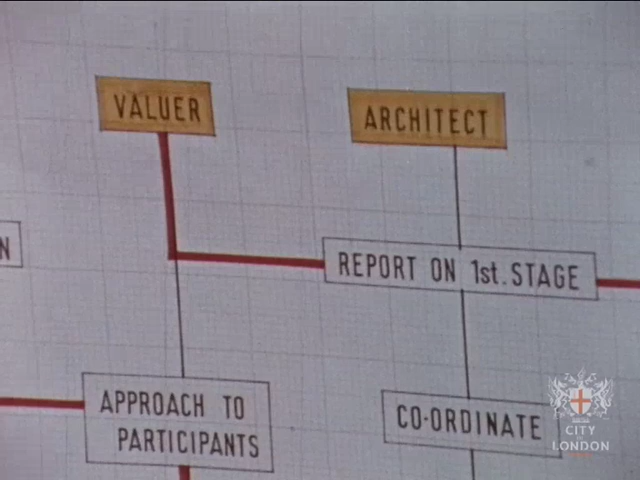 VALUER
ARCHITECT
N
REPORT ON 1st. STAGE
APPROACH TO
PARTICIPANTS
CO-ORDINATE
CITY
LONDON